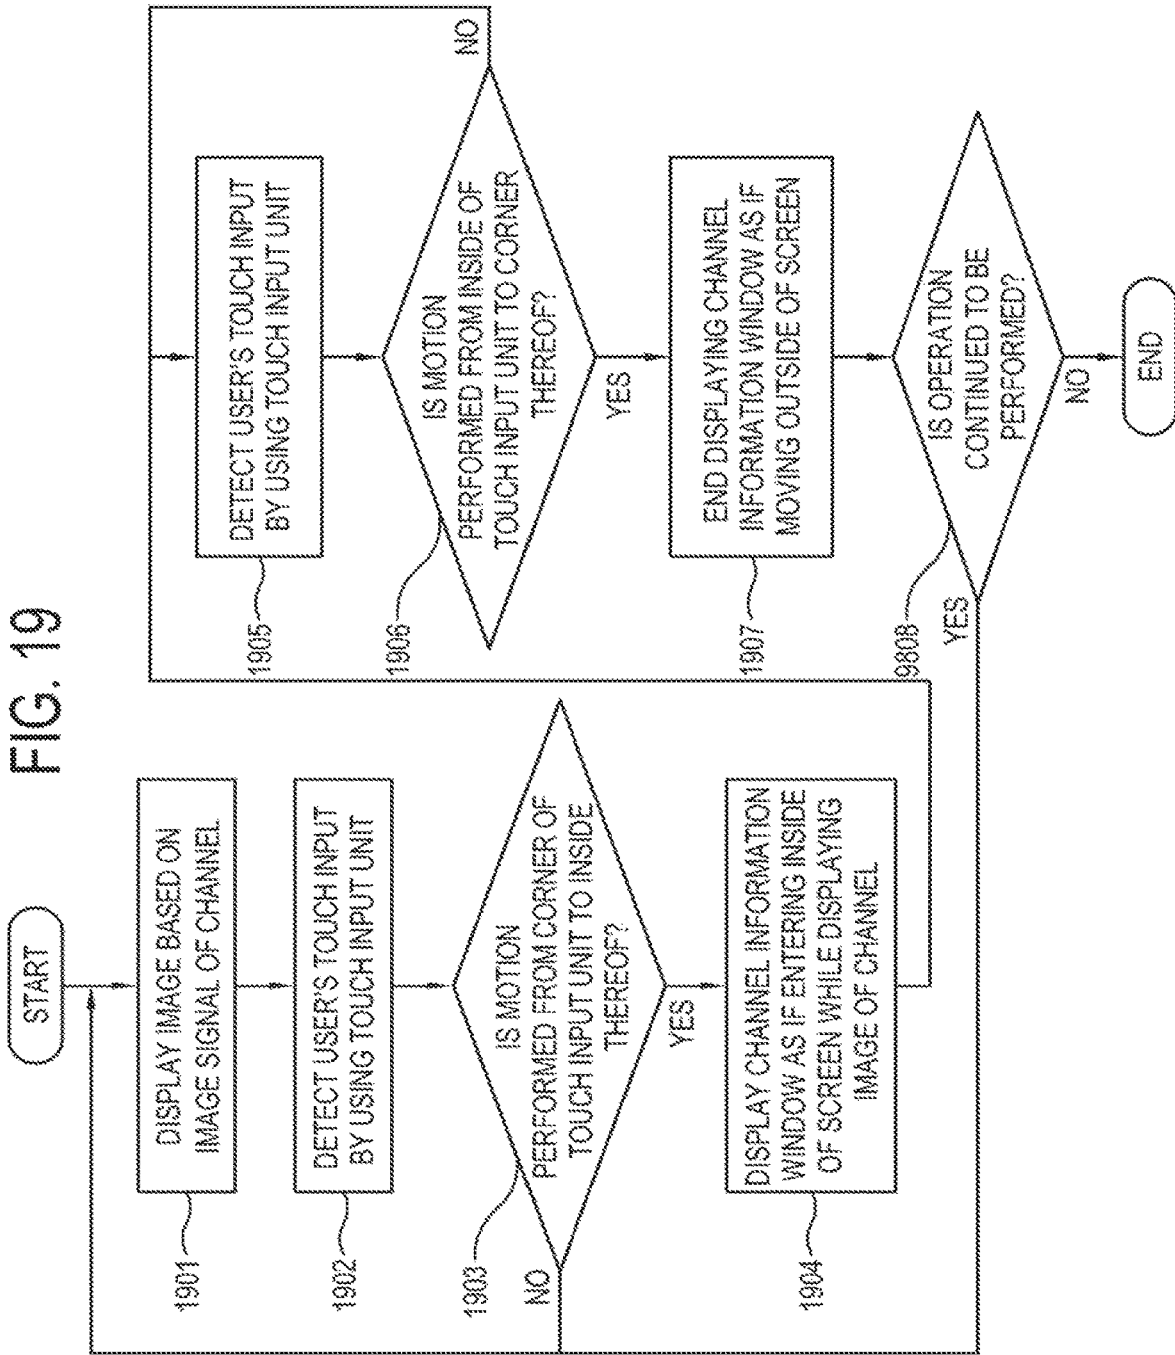 FIG. 19
START
DISPLAY IMAGE BASED ON
IMAGE SIGNAL OF CHANNEL
1901
DETECT USER'S TOUCH INPUT
BY USING TOUCH INPUT UNIT
1902
IS MOTION
PERFORMED FROM CORNER OF
TOUCH INPUT UNIT TO INSIDE
THEREOF?
1903
NO
YES
DISPLAY CHANNEL INFORMATION
WINDOW AS IF ENTERING INSIDE
OF SCREEN WHILE DISPLAYING
IMAGE OF CHANNEL
1904
DETECT USER'S TOUCH INPUT
BY USING TOUCH INPUT UNIT
1905
IS MOTION
PERFORMED FROM INSIDE OF
TOUCH INPUT UNIT TO CORNER
THEREOF?
1906
NO
YES
END DISPLAYING CHANNEL
INFORMATION WINDOW AS IF
MOVING OUTSIDE OF SCREEN
1907
IS OPERATION
CONTINUED TO BE
PERFORMED?
9808
YES
NO
END